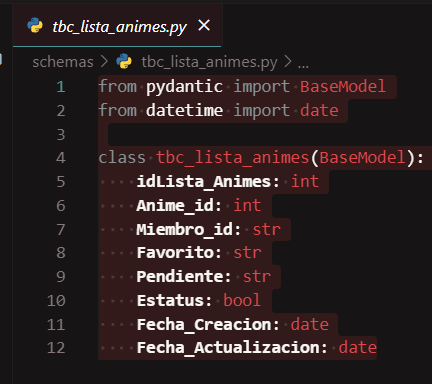 tbc_lista_animes.py ×
schemas > tbc_lista_animes.py > ...
1 from pydantic import BaseModel
2 from datetime import date
3
4 class tbc_lista_animes(BaseModel):
5     idLista_Animes: int
6     Anime_id: int
7     Miembro_id: str
8     Favorito: str
9     Pendiente: str
10     Estatus: bool
11     Fecha_Creacion: date
12     Fecha_Actualizacion: date